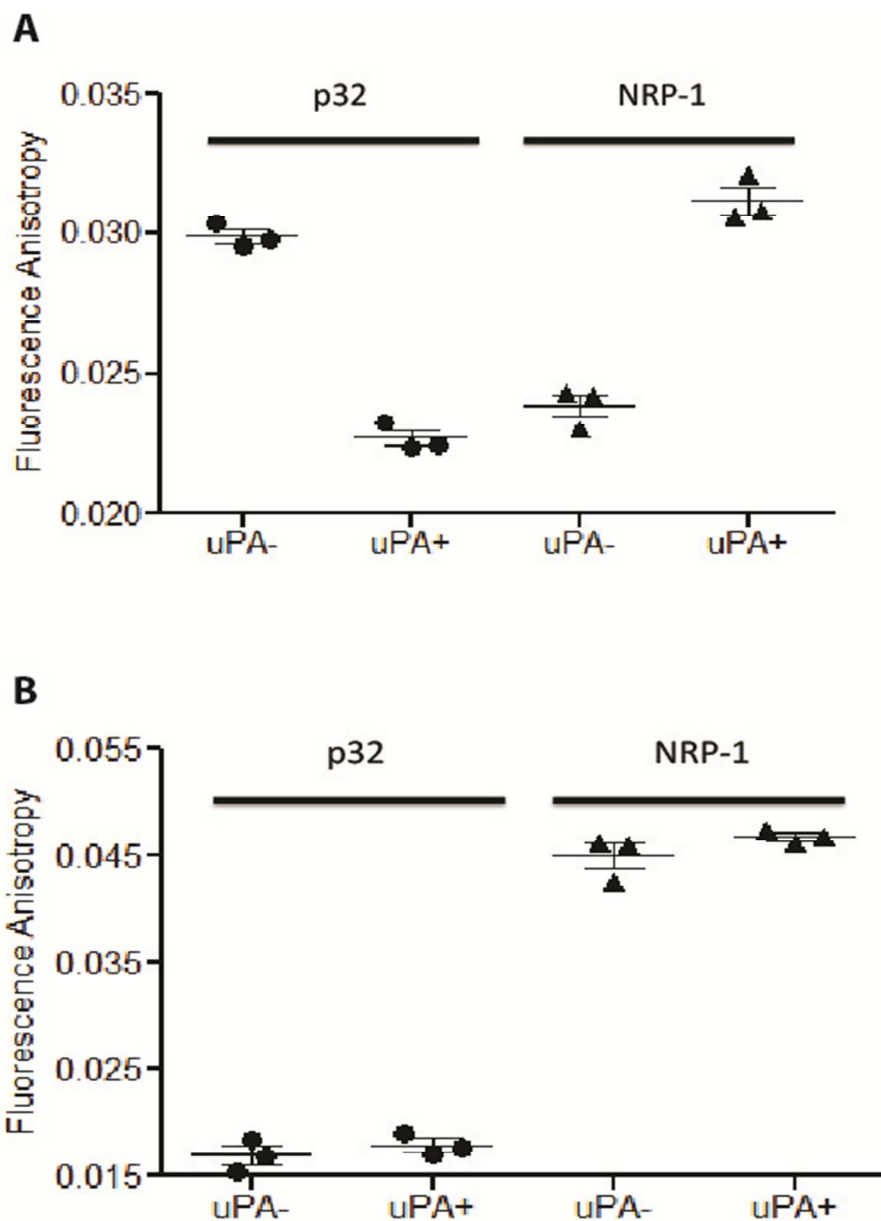 A
p32 NRP-1
0.035
0.030
0.025
0.020
Fluorescence Anisotropy
uPA- uPA+ uPA- uPA+
B
p32 NRP-1
0.055
0.045
0.035
0.025
0.015
Fluorescence Anisotropy
uPA- uPA+ uPA- uPA+